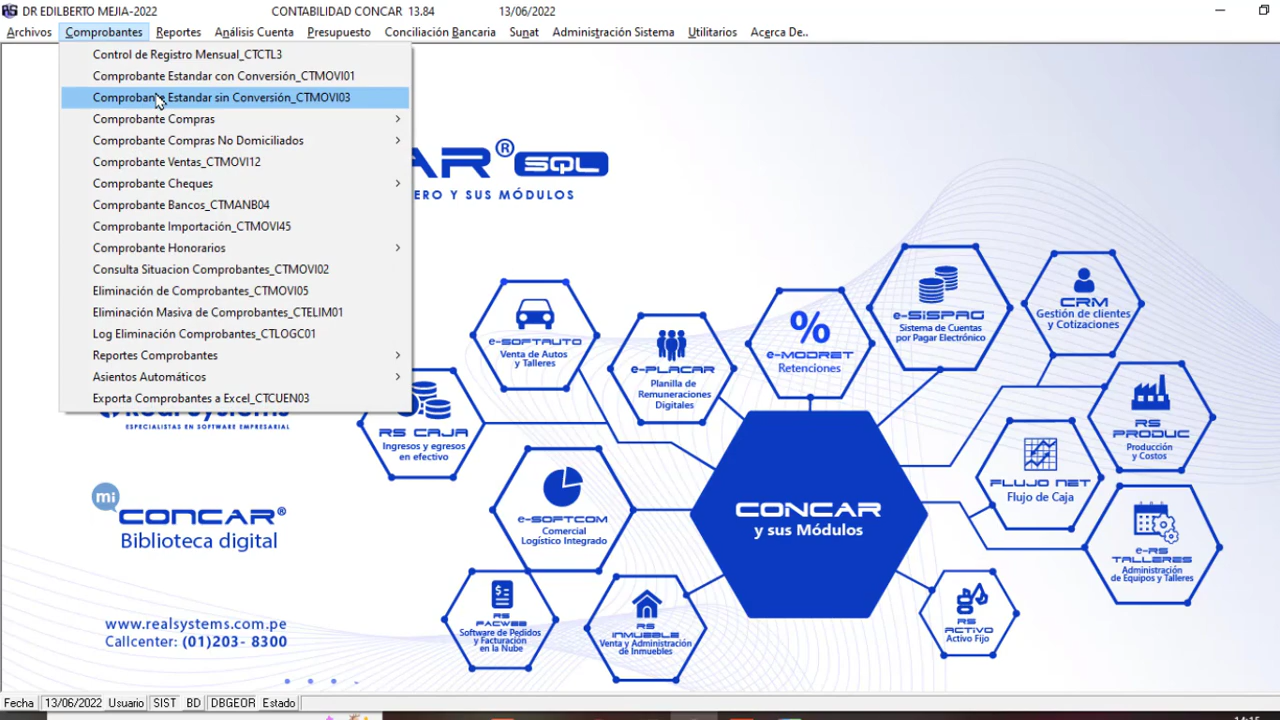 DR EDILBERTO MEJIA-2022 CONTABILIDAD CONCAR 13.84 13/06/2022
Archivos Comprobantes Reportes Análisis Cuenta Presupuesto Conciliación Bancaria Sunat Administración Sistema Utilitarios Acerca De..
Control de Registro Mensual_CTCTL3
Comprobante Estandar con Conversión_CTMOVI01
Comprobante Estandar sin Conversión_CTMOVI03
Comprobante Compras
Comprobante Compras No Domiciliados
Comprobante Ventas_CTMOVI12
Comprobante Cheques
Comprobante Bancos_CTMANB04
Comprobante Importación_CTMOVI45
Comprobante Honorarios
Consulta Situacion Comprobantes_CTMOVI02
Eliminación de Comprobantes_CTMOVI05
Eliminación Masiva de Comprobantes_CTELIM01
Log Eliminación Comprobantes_CTLOGC01
Reportes Comprobantes
Asientos Automáticos
Exporta Comprobantes a Excel_CTCUEN03
AR® SQL
ERO Y SUS MÓDULOS
ESPECIALISTAS EN SOFTWARE EMPRESARIAL
mi
CONCAR®
Biblioteca digital
www.realsystems.com.pe
Callcenter: (01)203- 8300
e-SOFTAUTO
Venta de Autos
y Talleres
e-PLACAR
Planilla de
Remuneraciones
Digitales
%
e-MODRET
Retenciones
e-SISPAG
Sistema de Cuentas
por Pagar Electrónico
CRM
Gestión de clientes
y Cotizaciones
RS CAJA
Ingresos y egresos
en efectivo
e-SOFTCOM
Comercial
Logístico Integrado
CONCAR
y sus Módulos
FLUJO NET
Flujo de Caja
RS
PRODUC
Producción
y Costos
e-RS
TALLERES
Administración
de Equipos y Talleres
RS
FACWEB
Software de Pedidos
y Facturación
en la Nube
RS
INMUEBLE
Venta y Administración
de Inmuebles
RS
ACTIVO
Activo Fijo
Fecha 13/06/2022 Usuario SIST BD DBGEOR Estado